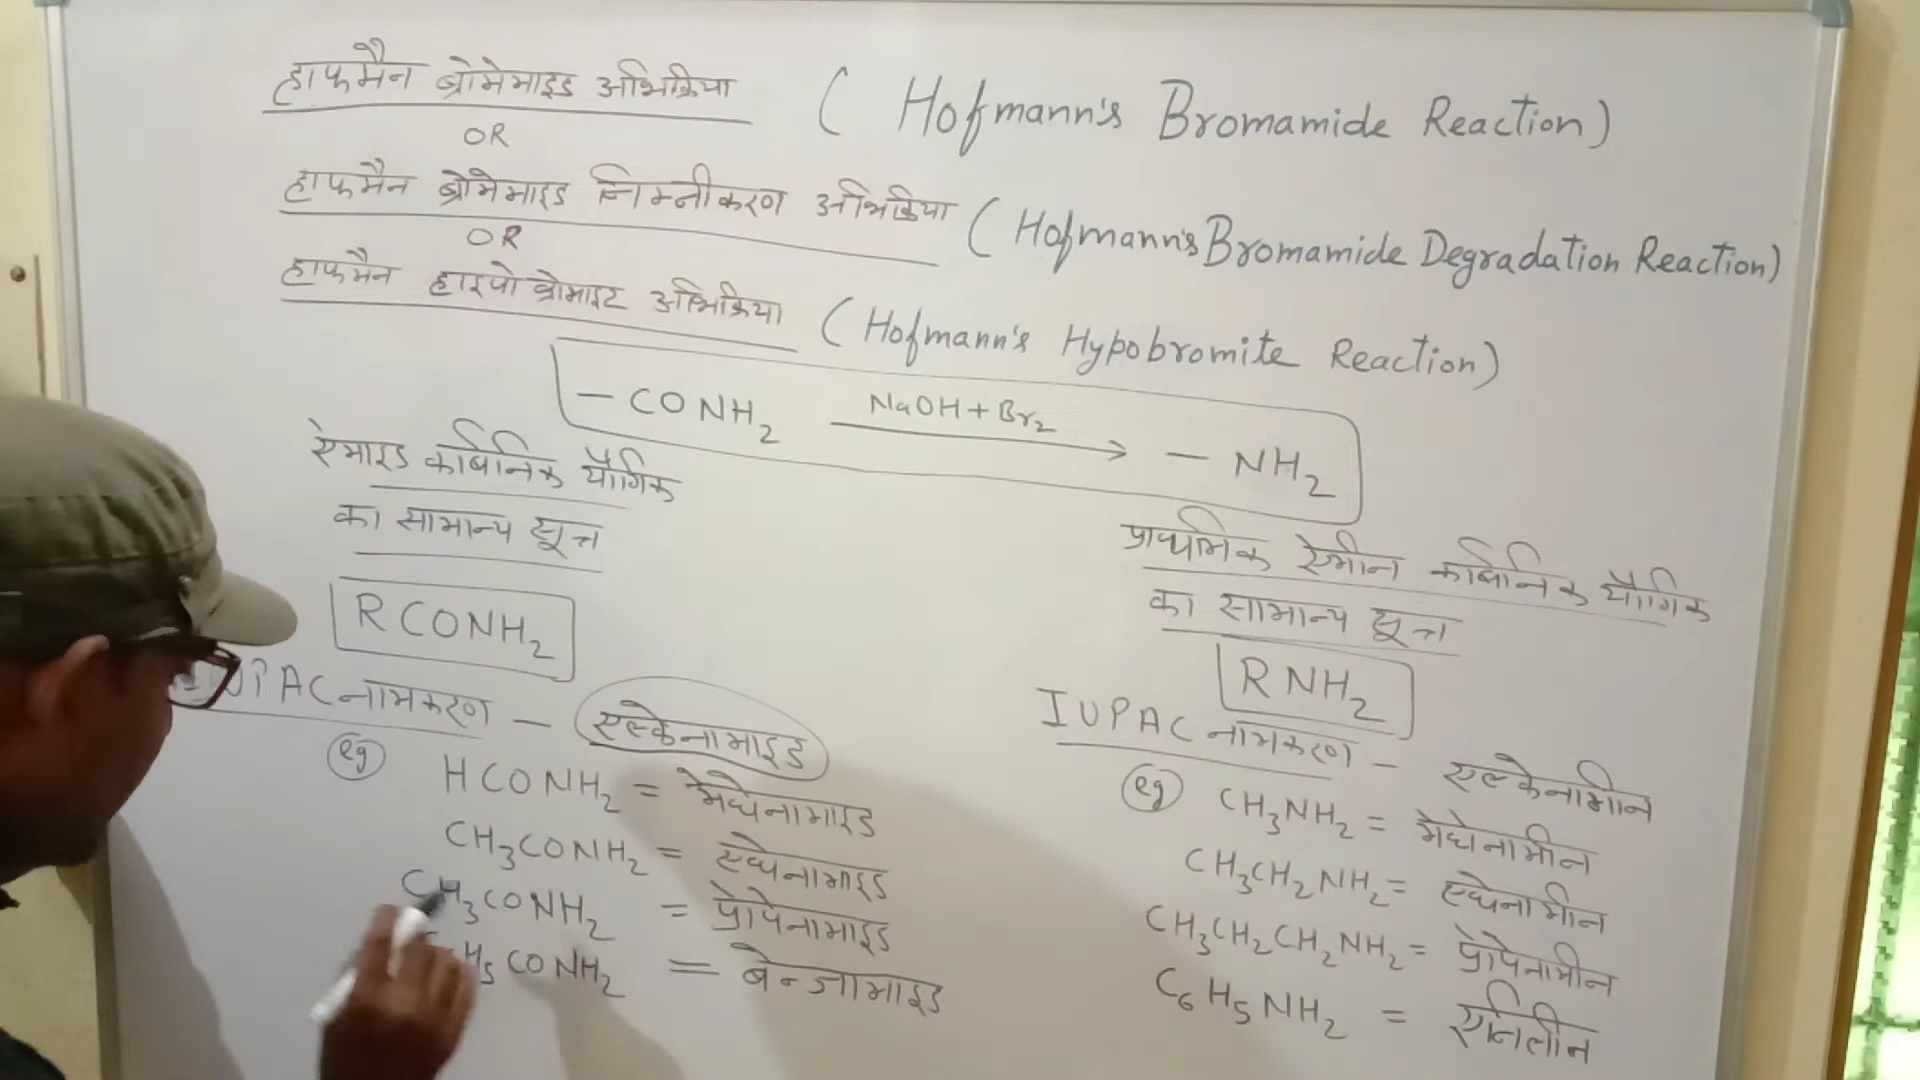 हाफमैन ब्रोमेमाइड अभिक्रिया ( Hofmann's Bromamide Reaction)
OR
हाफमैन ब्रोमेमाइड निम्नीकरण अभिक्रिया ( Hofmann's Bromamide Degradation Reaction)
OR
हाफमैन हाइपोब्रोमाइट अभिक्रिया ( Hofmann's Hypobromite Reaction)
– CONH₂ NaOH + Br₂ → – NH₂
ऐमाइड कार्बनिक यौगिक
का सामान्य सूत्र
RCONH₂
IUPAC नामकरण – एल्केनामाइड
eg HCONH₂ = मेथेनामाइड
CH₃CONH₂ = एथेनामाइड
CH₃CONH₂ = प्रोपेनामाइड
H₅CONH₂ = बेन्जामाइड
प्राथमिक ऐमीन कार्बनिक यौगिक
का सामान्य सूत्र
RNH₂
IUPAC नामकरण – एल्केनामीन
eg CH₃NH₂ = मेथेनामीन
CH₃CH₂NH₂ = एथेनामीन
CH₃CH₂CH₂NH₂ = प्रोपेनामीन
C₆H₅NH₂ = एनिलीन